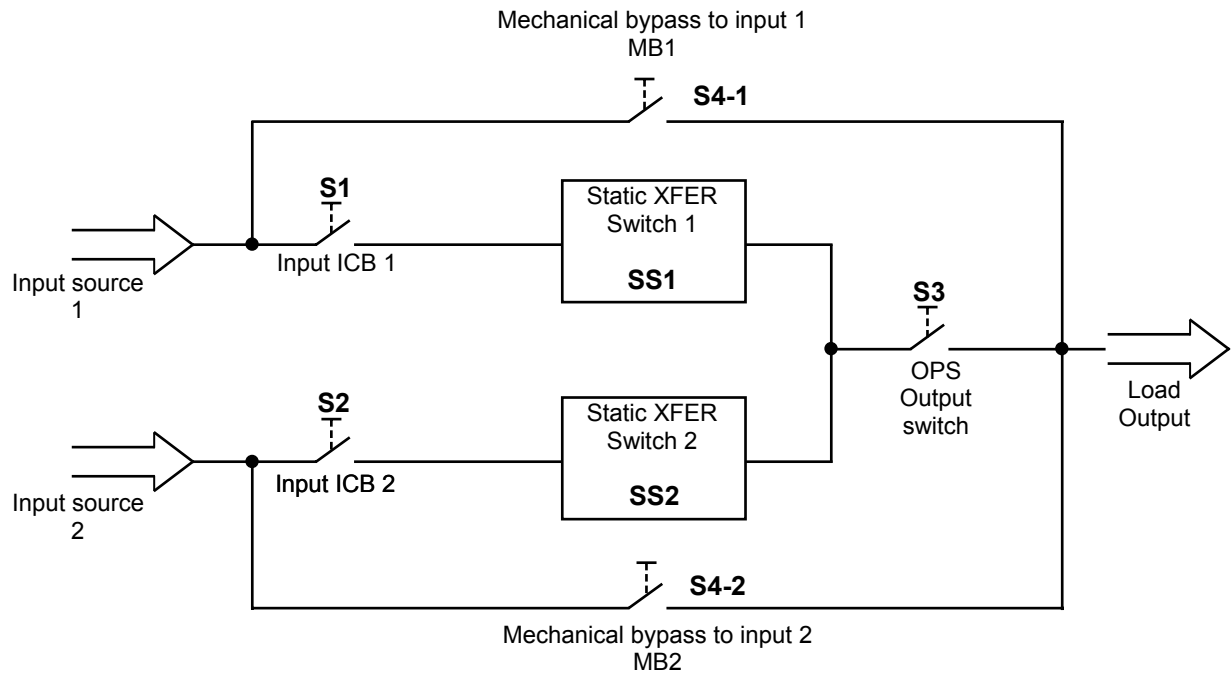 Mechanical bypass to input 1
MB1
S4-1
S1
Input ICB 1
Static XFER
Switch 1
SS1
Input source
1
S3
OPS
Output
switch
Load
Output
S2
Input ICB 2
Static XFER
Switch 2
SS2
Input source
2
S4-2
Mechanical bypass to input 2
MB2